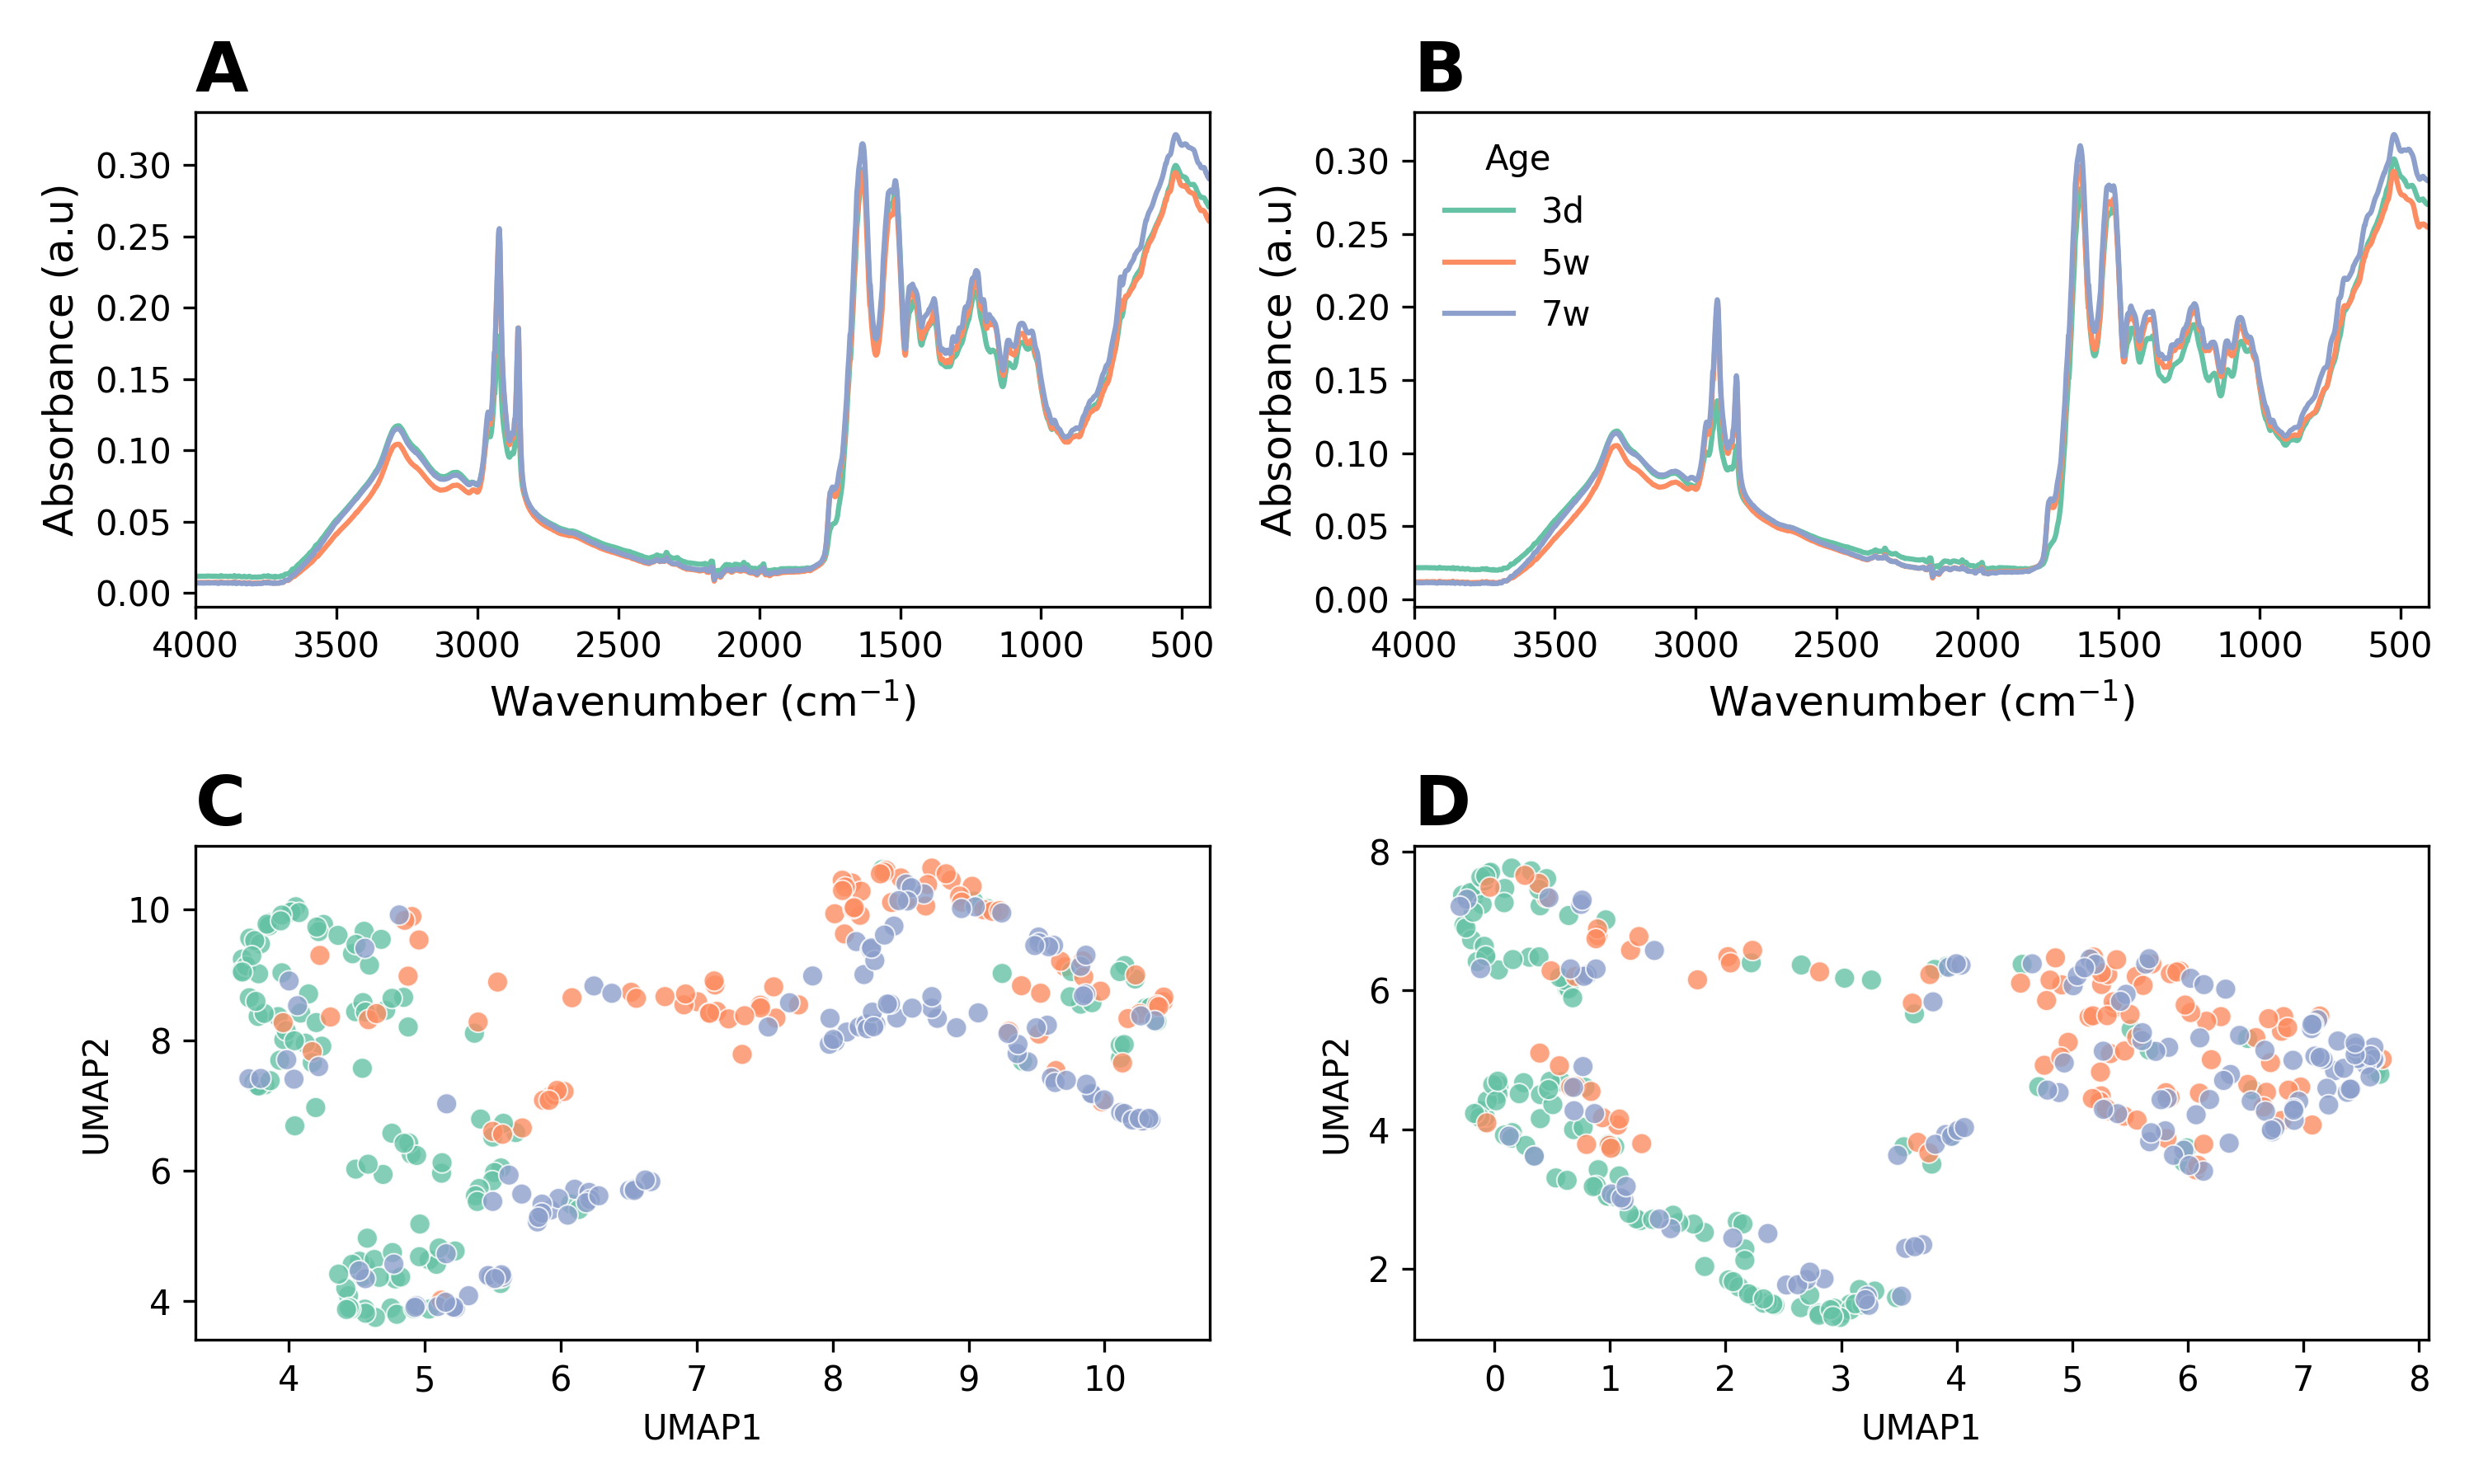 A
Absorbance (a.u)
0.30
0.25
0.20
0.15
0.10
0.05
0.00
4000 3500 3000 2500 2000 1500 1000 500
Wavenumber (cm⁻¹)
B
Absorbance (a.u)
0.30
0.25
0.20
0.15
0.10
0.05
0.00
Age
3d
5w
7w
4000 3500 3000 2500 2000 1500 1000 500
Wavenumber (cm⁻¹)
C
UMAP2
10
8
6
4
4 5 6 7 8 9 10
UMAP1
D
UMAP2
8
6
4
2
0 1 2 3 4 5 6 7 8
UMAP1